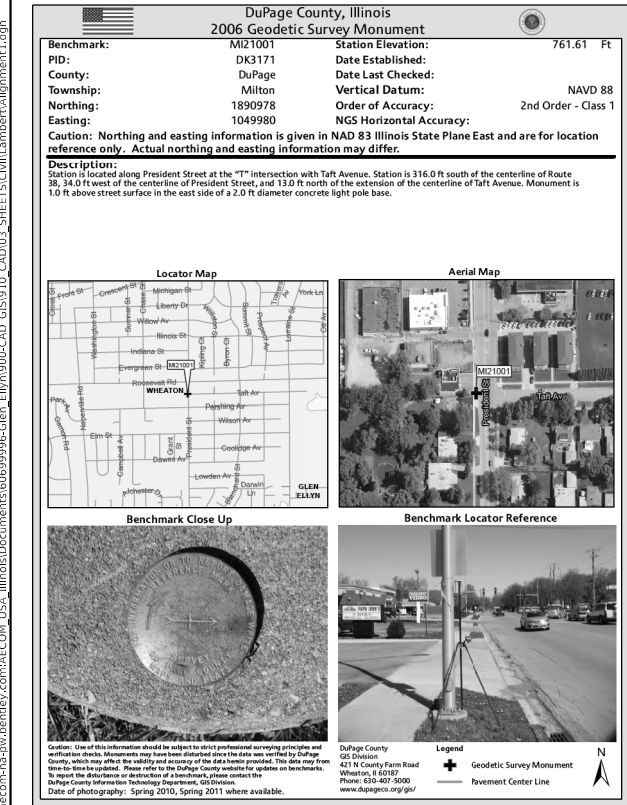 DuPage County, Illinois
2006 Geodetic Survey Monument
Benchmark: MI21001 Station Elevation: 761.61 Ft
PID: DK3171 Date Established:
County: DuPage Date Last Checked:
Township: Milton Vertical Datum: NAVD 88
Northing: 1890978 Order of Accuracy: 2nd Order - Class 1
Easting: 1049980 NGS Horizontal Accuracy:
Caution: Northing and easting information is given in NAD 83 Illinois State Plane East and are for location
reference only. Actual northing and easting information may differ.
Description:
Station is located along President Street at the "T" intersection with Taft Avenue. Station is 316.0 ft south of the centerline of Route
38, 34.0 ft west of the centerline of President Street, and 13.0 ft north of the extension of the centerline of Taft Avenue. Monument is
1.0 ft above street surface in the east side of a 2.0 ft diameter concrete light pole base.
Locator Map
Front St
Crescent St
Michigan St
York Ln
Liberty Dr
Willow Av
Washington St
Sumner St
Chase St
Summit St
Prospect Av
Lorraine St
Illinois St
Indiana St
Kipling Ct
Byron Ct
Evergreen St
MI21001
Roosevelt Rd
WHEATON
Taft Av
Naperville Rd
Pershing Av
Wilson Av
Elm St
Campbell Av
Grant St
President St
Coolidge Av
Dawes Av
Lowden Av
Blanchard St
Darwin Ln
GLEN
ELLYN
Aerial Map
MI21001
President St
Taft Av
Benchmark Close Up
Benchmark Locator Reference
VIDEO
PAPA JOHN'S
Caution: Use of this information should be subject to strict professional surveying principles and
verification checks. Monuments may have been disturbed since the data was verified by DuPage
County, which may affect the validity and accuracy of the data herein provided. This data may from
time-to-time be updated. Please refer to the DuPage County website for updates on benchmarks.
To report the disturbance or destruction of a benchmark, please contact the
DuPage County Information Technology Department, GIS Division.
Date of photography: Spring 2010, Spring 2011 where available.
DuPage County
GIS Division
421 N County Farm Road
Wheaton, Il 60187
Phone: 630-407-5000
www.dupageco.org/gis/
Legend
Geodetic Survey Monument
Pavement Center Line
N